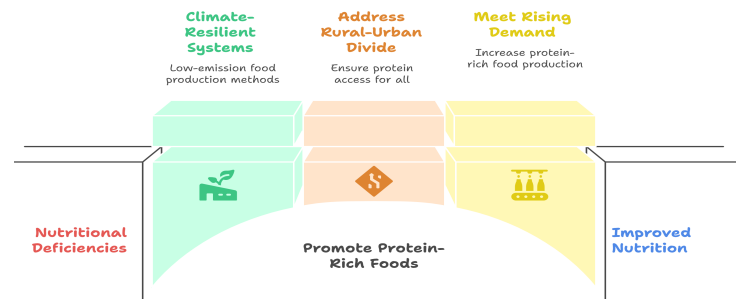 Climate-
Resilient
Systems
Low-emission food
production methods
Address
Rural-Urban
Divide
Ensure protein
access for all
Meet Rising
Demand
Increase protein-
rich food production
Nutritional
Deficiencies
Promote Protein-
Rich Foods
Improved
Nutrition